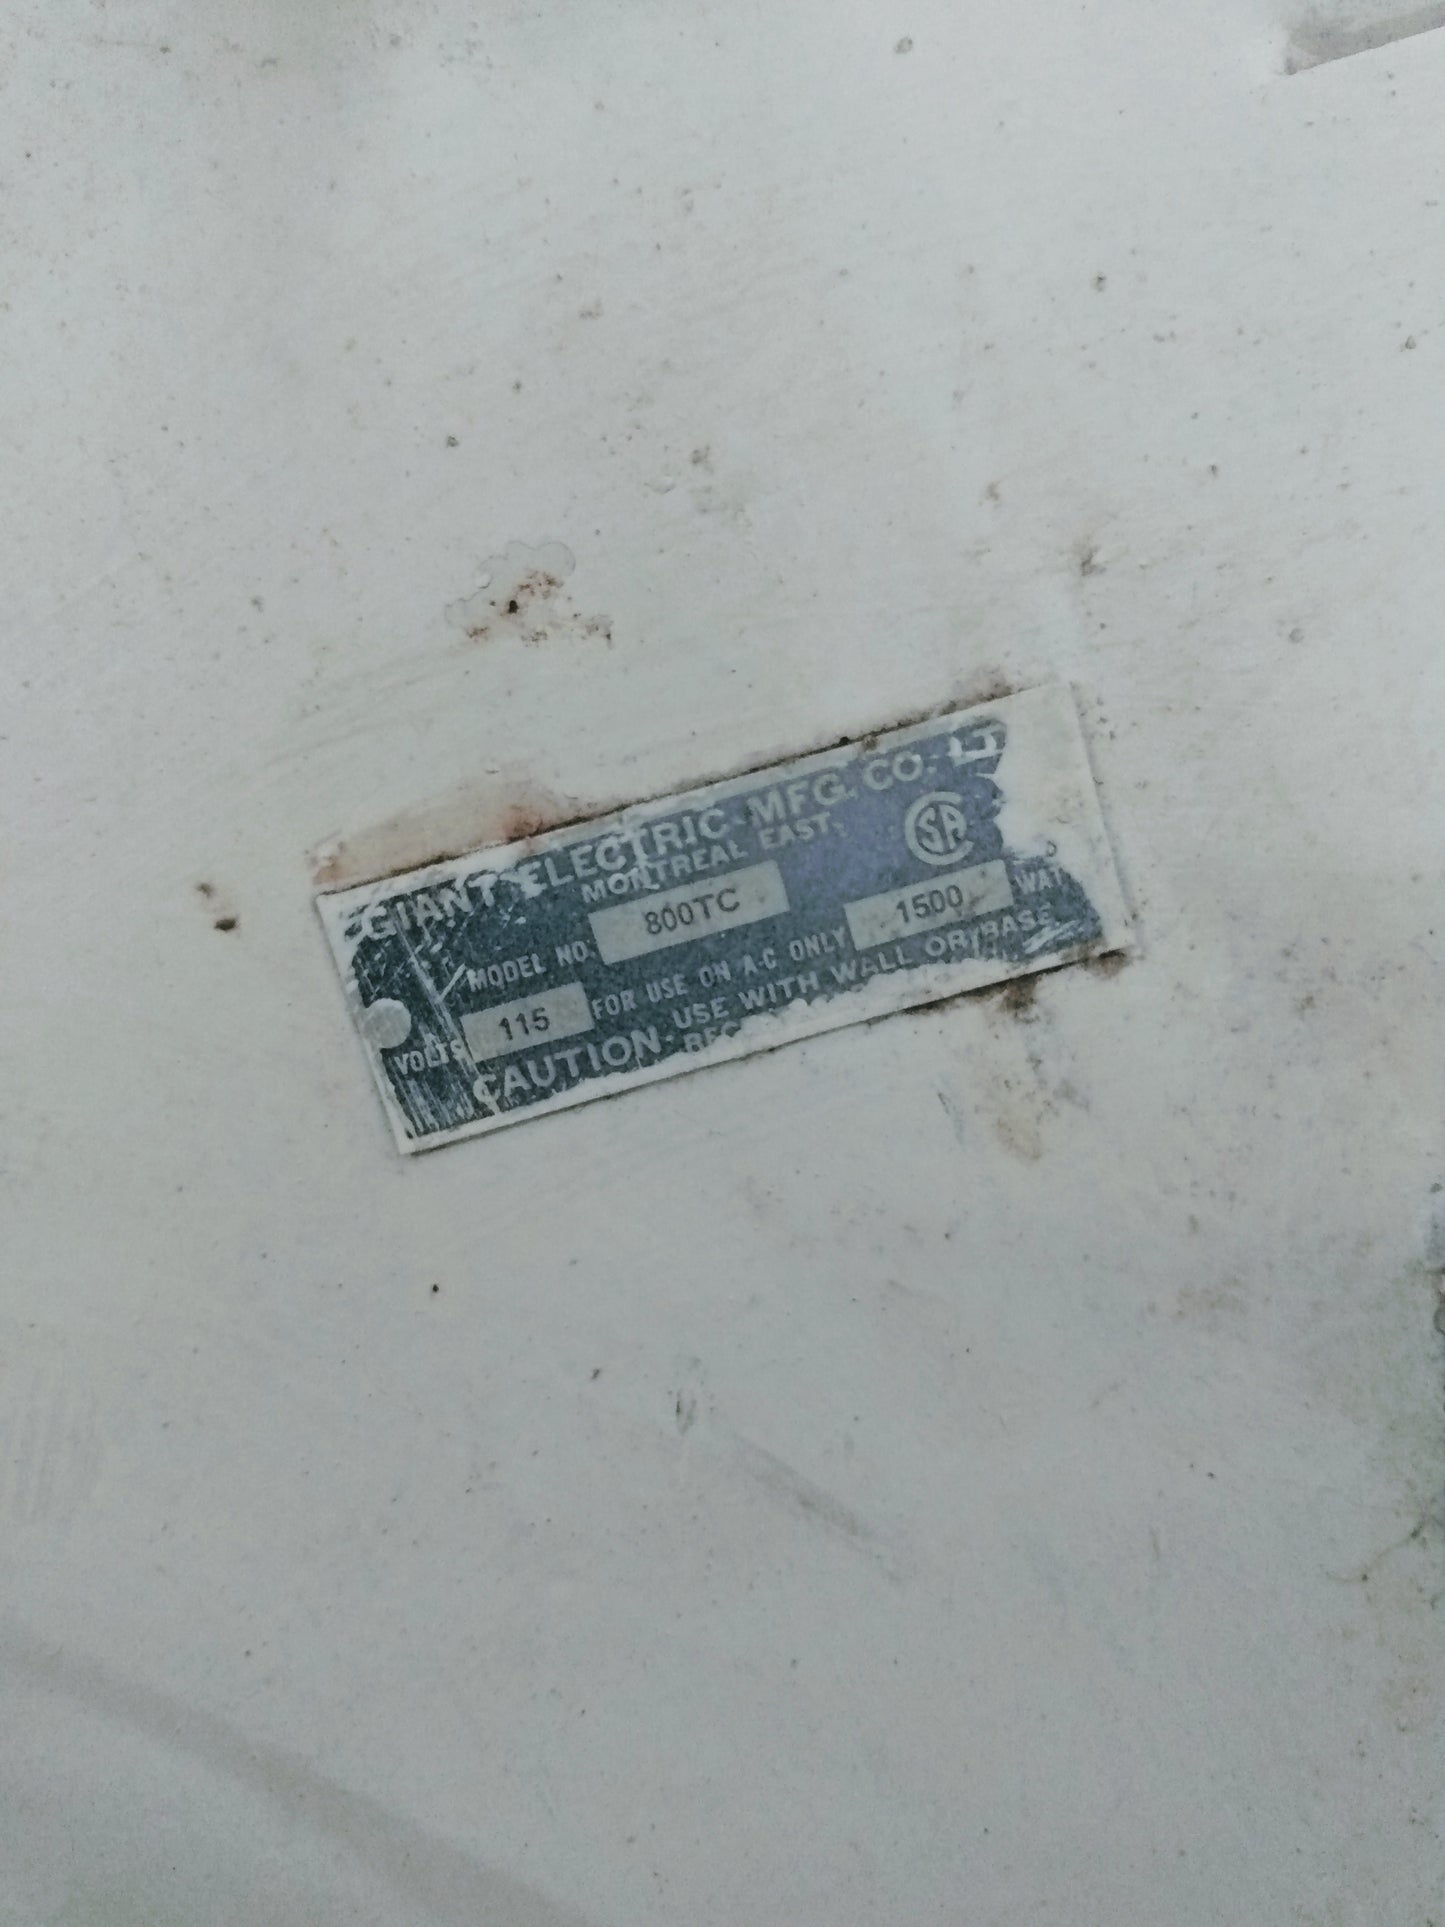 GIANT ELECTRIC MFG. CO.
MONTREAL EAST.
CSA
MODEL NO. 800TC
1500
VOLTS 115 FOR USE ON A-C ONLY
CAUTION- USE WITH WALL OR BASE